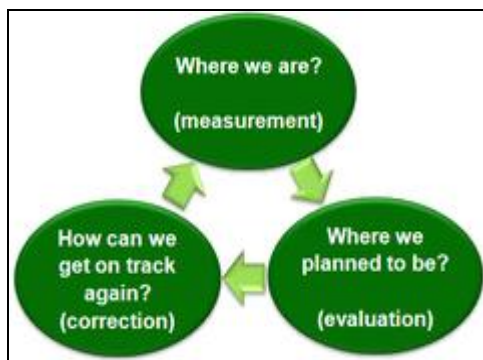 Where we are?
(measurement)
Where we
planned to be?
(evaluation)
How can we
get on track
again?
(correction)